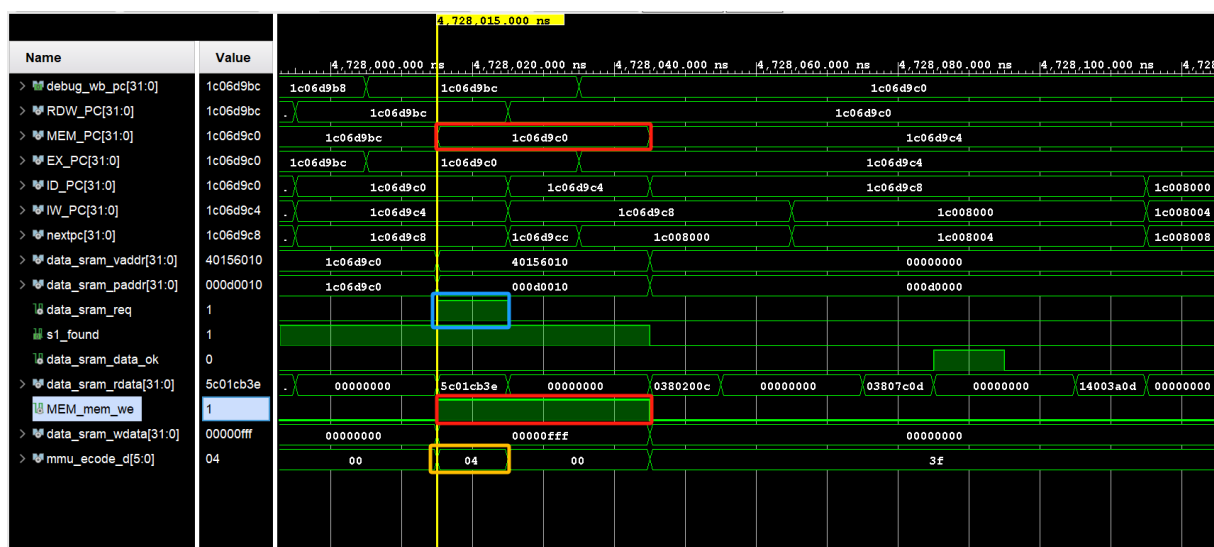 4,728,015.000 ns
Name Value
4,728,000.000 ns 4,728,020.000 ns 4,728,040.000 ns 4,728,060.000 ns 4,728,080.000 ns 4,728,100.000 ns 4,728
debug_wb_pc[31:0] 1c06d9bc 1c06d9b8 1c06d9bc 1c06d9c0
RDW_PC[31:0] 1c06d9bc . 1c06d9bc 1c06d9c0
MEM_PC[31:0] 1c06d9c0 1c06d9bc 1c06d9c0 1c06d9c4
EX_PC[31:0] 1c06d9c0 1c06d9bc 1c06d9c0 1c06d9c4
ID_PC[31:0] 1c06d9c0 . 1c06d9c0 1c06d9c4 1c06d9c8 1c008000
IW_PC[31:0] 1c06d9c4 . 1c06d9c4 1c06d9c8 1c008000 1c008004
nextpc[31:0] 1c06d9c8 . 1c06d9c8 1c06d9cc 1c008000 1c008004 1c008008
data_sram_vaddr[31:0] 40156010 1c06d9c0 40156010 00000000
data_sram_paddr[31:0] 000d0010 1c06d9c0 000d0010 000d0000
data_sram_req 1
s1_found 1
data_sram_data_ok 0
data_sram_rdata[31:0] 5c01cb3e . 00000000 5c01cb3e 00000000 0380200c 00000000 03807c0d 00000000 14003a0d 00000000
MEM_mem_we 1
data_sram_wdata[31:0] 00000fff 00000000 00000fff 00000000
mmu_ecode_d[5:0] 04 00 04 00 3f